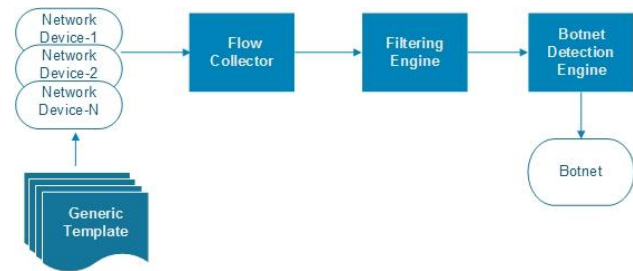 Network
Device-1
Network
Device-2
Network
Device-N
Flow
Collector
Filtering
Engine
Botnet
Detection
Engine
Botnet
Generic
Template